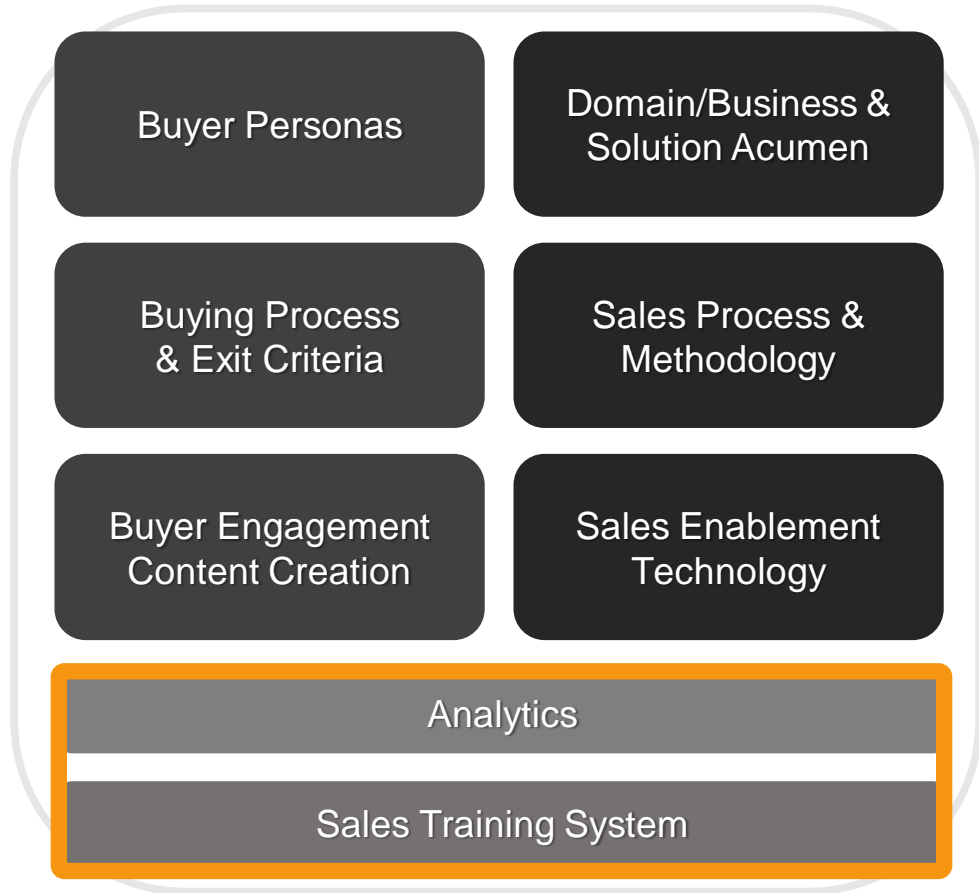 Buyer Personas
Domain/Business &
Solution Acumen
Buying Process
& Exit Criteria
Sales Process &
Methodology
Buyer Engagement
Content Creation
Sales Enablement
Technology
Analytics
Sales Training System